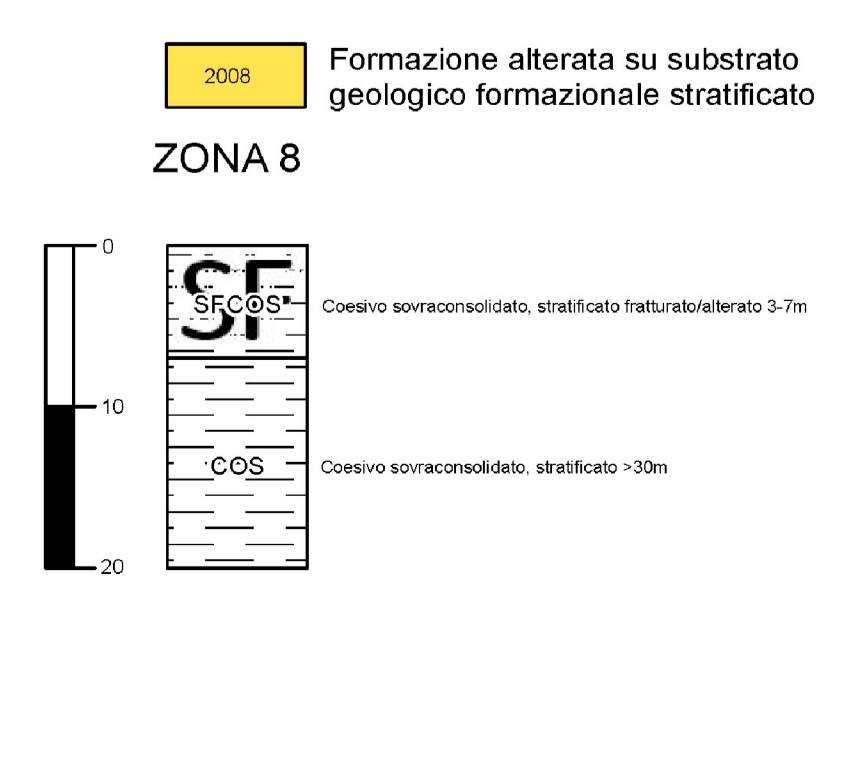 2008
Formazione alterata su substrato
geologico formazionale stratificato
ZONA 8
0
SF
SFCOS
Coesivo sovraconsolidato, stratificato fratturato/alterato 3-7m
10
COS
Coesivo sovraconsolidato, stratificato >30m
20